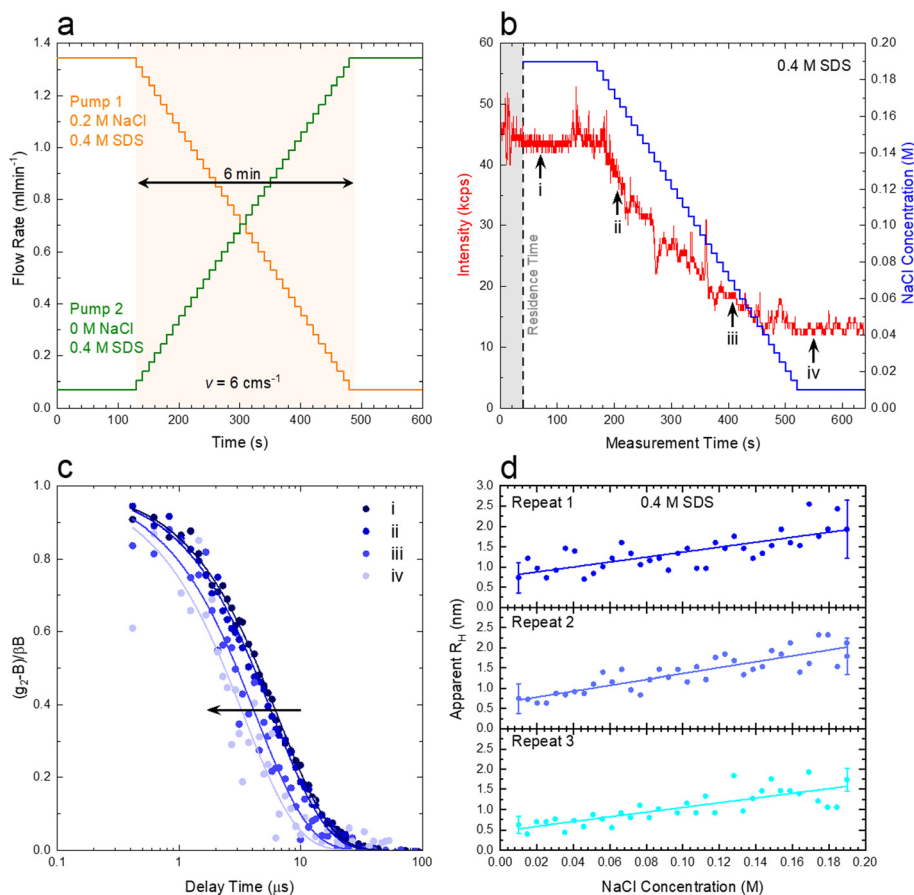 a
1.4
1.2
1.0
0.8
0.6
0.4
0.2
0.0
Flow Rate (mlmin⁻¹)
Pump 1
0.2 M NaCl
0.4 M SDS
6 min
Pump 2
0 M NaCl
0.4 M SDS
v = 6 cms⁻¹
0 100 200 300 400 500 600
Time (s)
b
60
50
40
30
20
10
0
Intensity (kcps)
0.4 M SDS
Residence Time
i
ii
iii
iv
0.20
0.18
0.16
0.14
0.12
0.10
0.08
0.06
0.04
0.02
0.00
NaCl Concentration (M)
0 100 200 300 400 500 600
Measurement Time (s)
c
1.0
0.8
0.6
0.4
0.2
0.0
(g₂-B)/βB
i
ii
iii
iv
0.1 1 10 100
Delay Time (μs)
d
Apparent R_H (nm)
3.0
2.5
2.0
1.5
1.0
0.5
0.0
Repeat 1 0.4 M SDS
2.5
2.0
1.5
1.0
0.5
0.0
Repeat 2
2.5
2.0
1.5
1.0
0.5
0.0
Repeat 3
0.00 0.02 0.04 0.06 0.08 0.10 0.12 0.14 0.16 0.18 0.20
NaCl Concentration (M)